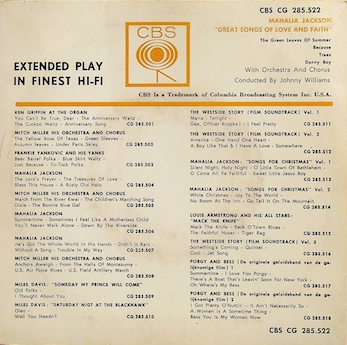 CBS CG 285.522
MAHALIA JACKSON
"GREAT SONGS OF LOVE AND FAITH"
The Green Leaves Of Summer
Because
Trees
Danny Boy
With Orchestra And Chorus
Conducted By Johnny Williams
EXTENDED PLAY
IN FINEST HI-FI
CBS
CBS Is a Trademark of Columbia Broadcasting System Inc. U.S.A.
KEN GRIFFIN AT THE ORGAN
You Can't Be True, Dear - The Anniversary Waltz -
The Cuckoo Waltz - Anniversary Song
CG 285.501
MITCH MILLER HIS ORCHESTRA AND CHORUS
The Yellow Rose Of Texas - Green Leaves -
Autumn leaves - Under Paris Skies
CG 285.502
FRANKIE YANKOVIC AND HIS YANKS
Beer Barrel Polka - Blue Skirt Waltz -
Just Because - Tic-Tock Polka
CG 285.503
MAHALIA JACKSON
The Lord's Prayer - The Treasures Of Love -
Bless This House - A Rusty Old Halo
CG 285.504
MITCH MILLER HIS ORCHESTRA AND CHORUS
March From The River Kwai - The Children's Marching Song
Dixie - The Bonnie Blue Gel
CG 285.505
MAHALIA JACKSON
Summertime - Sometimes I Feel Like A Motherless Child
You'll Never Walk Alone - Down By The Riverside
CG 285.506
MAHALIA JACKSON
He's Got The Whole World In His Hands - Didn't It Rain -
Without A Song - Trouble In My Way
CG 285.507
MITCH MILLER HIS ORCHESTRA AND CHORUS
Anchors Aweigh - From The Halls Of Montezuma -
U.S. Air Force Blues - U.S. Field Artillery March
CG 285.508
MILES DAVIS: "SOMEDAY MY PRINCE WILL COME"
Old Folks -
I Thought About You
CG 285.509
MILES DAVIS: "SATURDAY NIGT AT THE BLACKHAWK"
Oleo -
Well You Needn't
CG 285.510
THE WESTSIDE STORY (FILM SOUNDTRACK) Vol. 1
Maria - Tonight -
Gee, Officer Krupke - I Feel Pretty
CG 285.511
THE WESTSIDE STORY (FILM SOUNDTRACK) Vol. 2
America - One Hand One Heart -
A Boy Like That & I Have A Love - Somewhere
CG 285.512
MAHALIA JACKSON: "SONGS FOR CHRISTMAS" Vol. 1
Silent Night, Holy Night - O Little Town Of Bethlehem -
O Come All Ye Faithful - Sweet Little Jesus Boy
CG 285.513
MAHALIA JACKSON: "SONGS FOR CHRISTMAS" Vol. 2
White Christmas - Joy To The World -
No Room At The Inn - Go Tell It On The Mountain
CG 285.514
LOUIS ARMSTRONG AND HIS ALL STARS:
"MACK THE KNIFE"
Mack The Knife - Back O'Town Blues -
The Faithful Hussar - Tiger Rag
CG 285.515
THE WESTSIDE STORY (FILM SOUNDTRACK) Vol. 3
Something's Coming - Quintet -
Cool - Jet Song
CG 285.516
PORGY AND BESS (De originele geluidsband van de ge-
lijknamige film) 1
Summertime - I Love You Porgy -
There's A Boat That's Leavin' Soon For New York -
Oh Where's My Bess
CG 285.517
PORGY AND BESS (De originele geluidsband van de ge-
lijknamige film) 2
I Got Plenty O'Nuttin' - It Ain't Necessarily So -
A Woman Is A Sometime Thing -
Bess You Is My Woman Now
CG 285.518
CBS CG 285.522